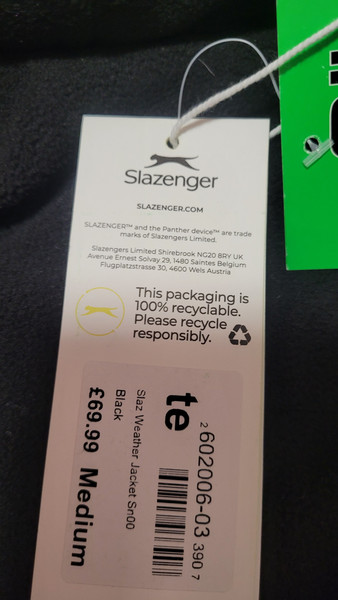 Slazenger
SLAZENGER.COM
SLAZENGER™ and the Panther device™ are trade
marks of Slazengers Limited.
Slazengers Limited Shirebrook NG20 8RY UK
Avenue Ernest Solvay 29, 1480 Saintes Belgium
Flugplatzstrasse 30, 4600 Wels Austria
This packaging is
100% recyclable.
Please recycle
responsibly.
te
2 602006-03 390 7
Slaz Weather Jacket Sn00
Black
£69.99 Medium